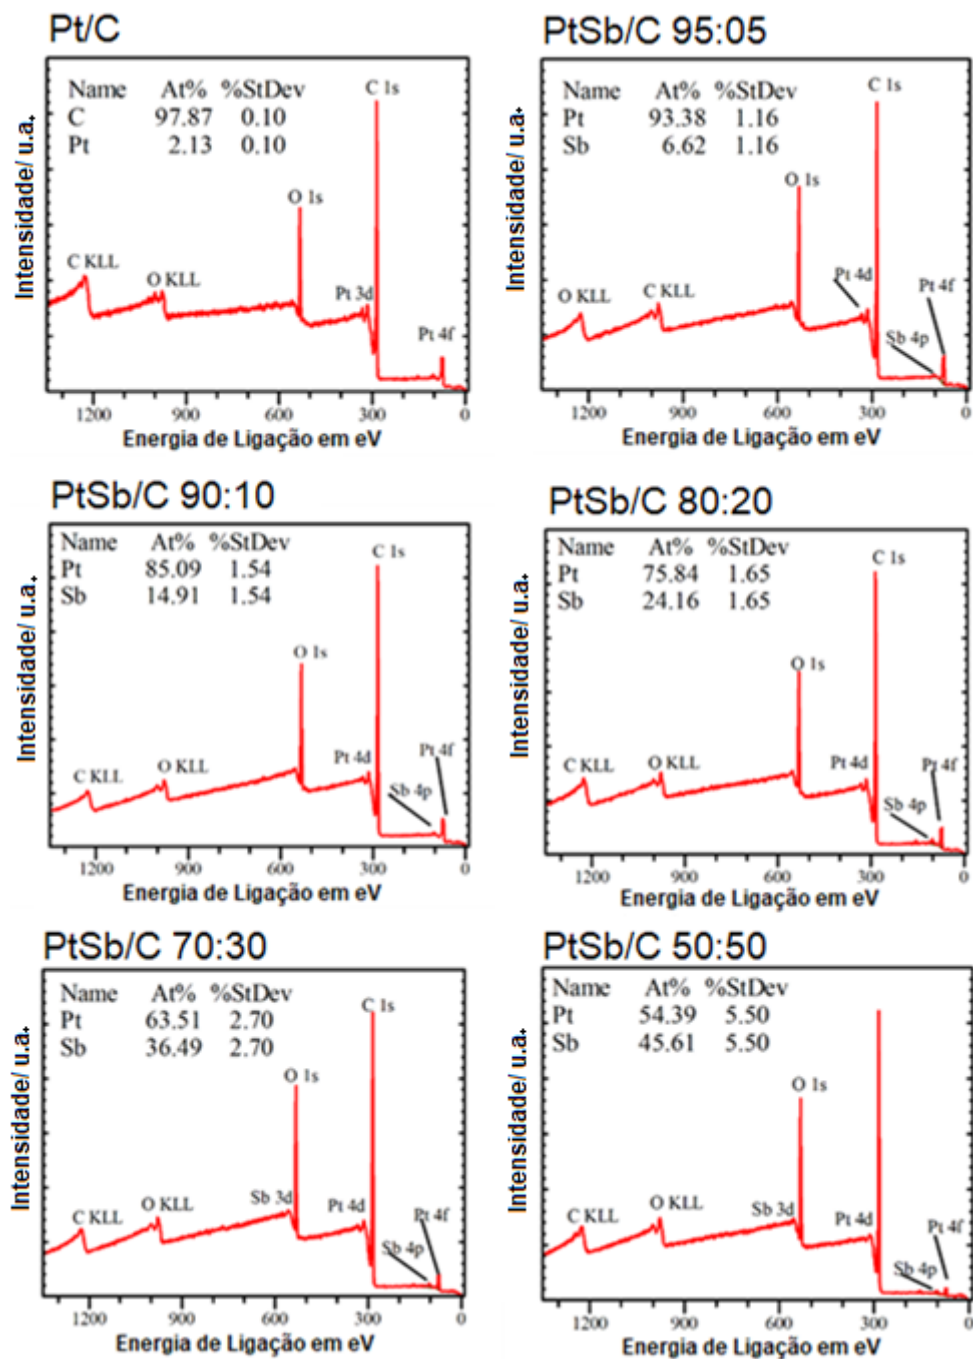 Pt/C
Name At% %StDev
C 97.87 0.10
Pt 2.13 0.10
C 1s
O 1s
C KLL
O KLL
Pt 3d
Pt 4f
Intensidade/ u.a.
1200 900 600 300 0
Energia de Ligação em eV
PtSb/C 95:05
Name At% %StDev
Pt 93.38 1.16
Sb 6.62 1.16
C 1s
O 1s
O KLL
C KLL
Pt 4d
Pt 4f
Sb 4p
Intensidade/ u.a.
1200 900 600 300 0
Energia de Ligação em eV
PtSb/C 90:10
Name At% %StDev
Pt 85.09 1.54
Sb 14.91 1.54
C 1s
O 1s
C KLL
O KLL
Pt 4d
Pt 4f
Sb 4p
Intensidade/ u.a.
1200 900 600 300 0
Energia de Ligação em eV
PtSb/C 80:20
Name At% %StDev
Pt 75.84 1.65
Sb 24.16 1.65
C 1s
O 1s
C KLL
O KLL
Pt 4d
Pt 4f
Sb 4p
Intensidade/ u.a.
1200 900 600 300 0
Energia de Ligação em eV
PtSb/C 70:30
Name At% %StDev
Pt 63.51 2.70
Sb 36.49 2.70
C 1s
O 1s
C KLL
O KLL
Sb 3d
Pt 4d
Pt 4f
Sb 4p
Intensidade/ u.a.
1200 900 600 300 0
Energia de Ligação em eV
PtSb/C 50:50
Name At% %StDev
Pt 54.39 5.50
Sb 45.61 5.50
O 1s
C KLL
O KLL
Sb 3d
Pt 4d
Pt 4f
Sb 4p
Intensidade/ u.a.
1200 900 600 300 0
Energia de Ligação em eV